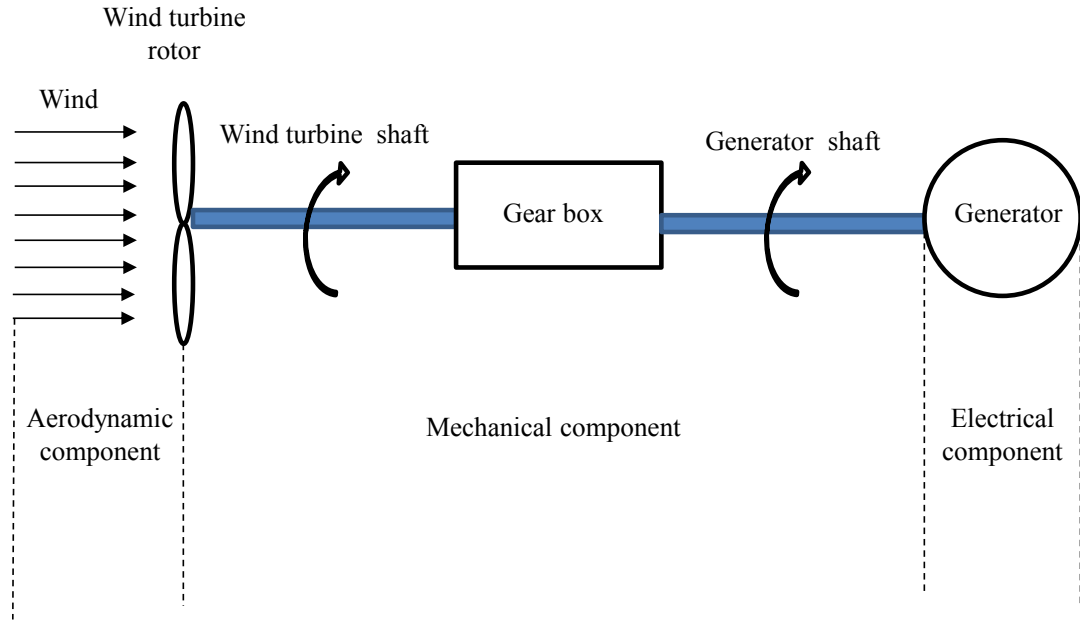 Wind turbine
rotor
Wind
Wind turbine shaft
Generator shaft
Gear box
Generator
Aerodynamic
component
Mechanical component
Electrical
component